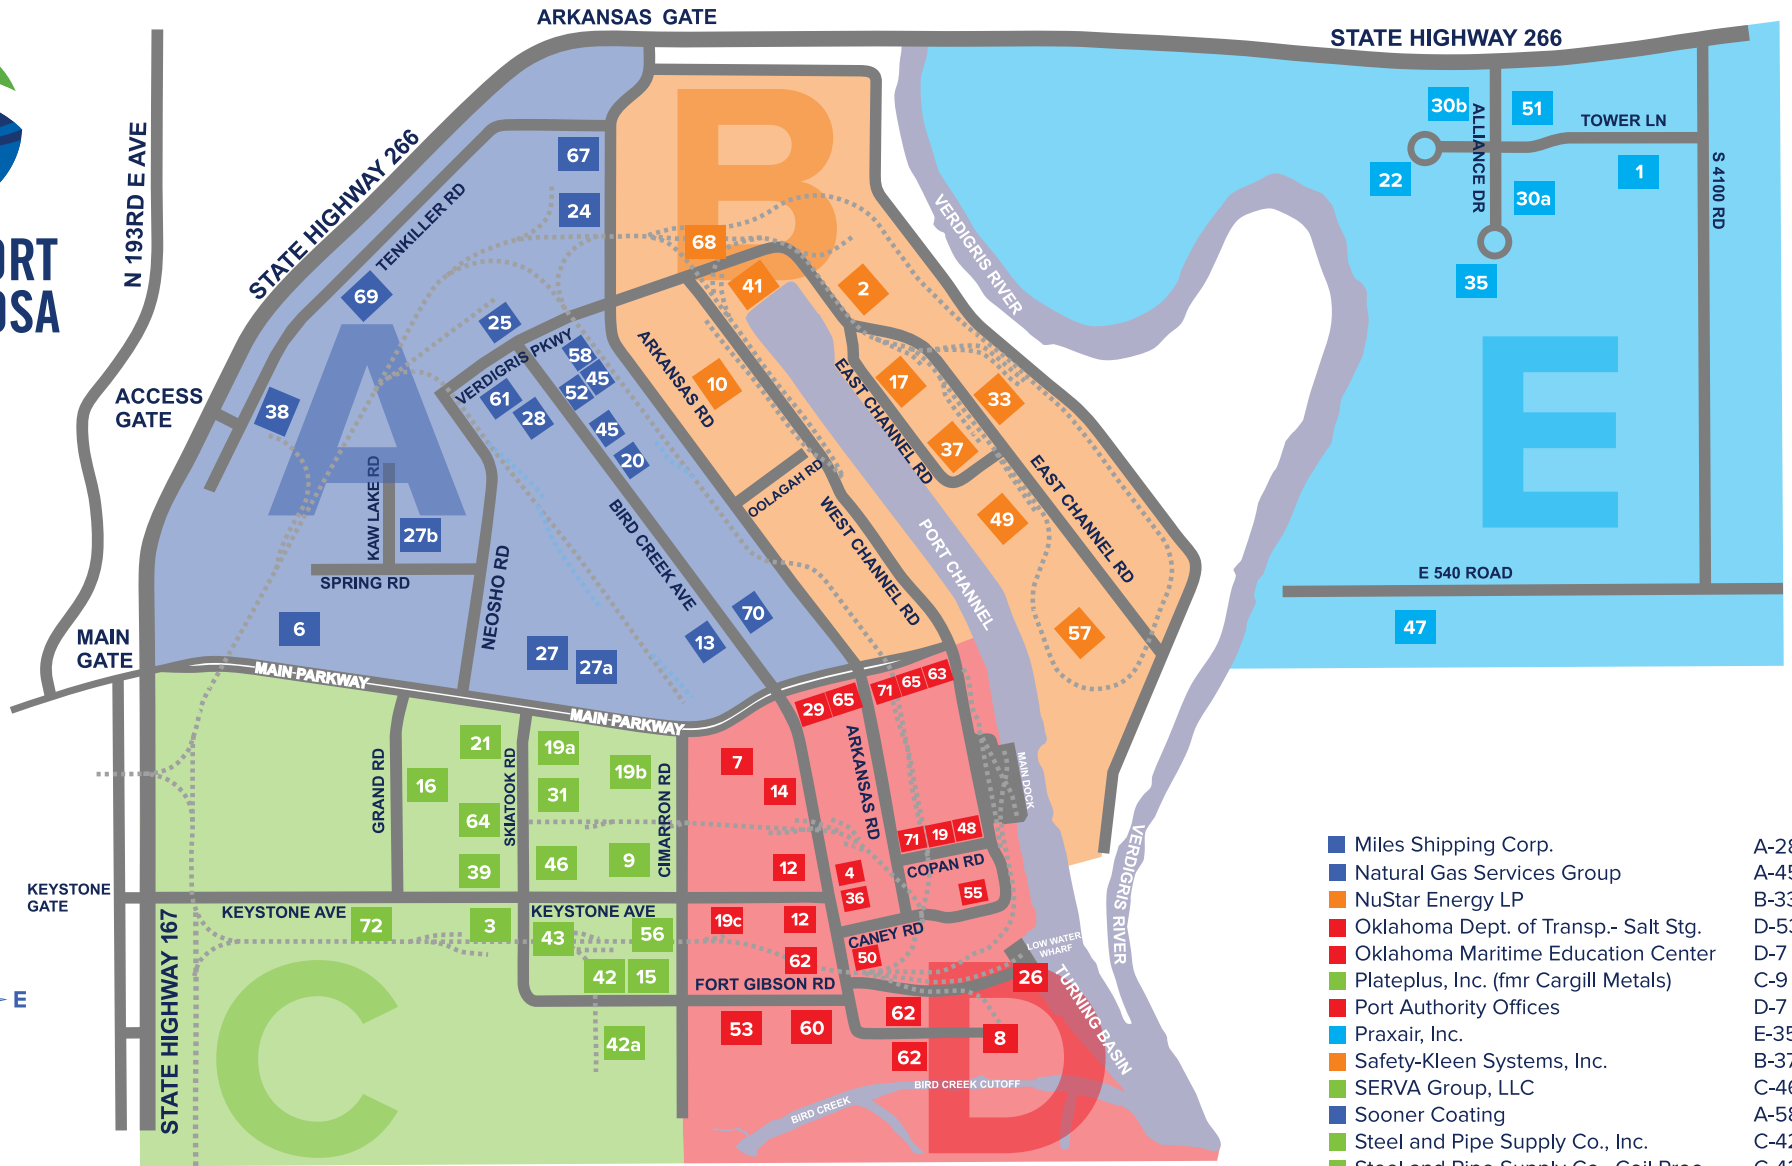 ARKANSAS GATE
STATE HIGHWAY 266
N 193RD E AVE
STATE HIGHWAY 266
TENKILLER RD
ACCESS
GATE
MAIN
GATE
KEYSTONE
GATE
STATE HIGHWAY 167
E
A
67
24
69
25
38
VERDIGRIS PKWY
58
45
52
61
28
45
20
KAW LAKE RD
27b
SPRING RD
6
NEOSHO RD
BIRD CREEK AVE
27
27a
13
70
MAIN PARKWAY
MAIN PARKWAY
B
68
41
2
10
17
33
37
49
57
ARKANSAS RD
OOLAGAH RD
WEST CHANNEL RD
EAST CHANNEL RD
EAST CHANNEL RD
PORT CHANNEL
VERDIGRIS RIVER
VERDIGRIS RIVER
E
30b
51
22
30a
1
35
47
ALLIANCE DR
TOWER LN
S 4100 RD
E 540 ROAD
C
GRAND RD
SKIATOOK RD
CIMARRON RD
21
16
64
39
19a
19b
31
46
9
KEYSTONE AVE
KEYSTONE AVE
72
3
43
56
42
15
42a
D
29
65
71
65
63
7
14
12
ARKANSAS RD
71
19
48
4
36
COPAN RD
55
19c
12
62
CANEY RD
50
FORT GIBSON RD
53
60
62
62
8
26
MAIN DOCK
LOW WATER
WHARF
TURNING BASIN
BIRD CREEK CUTOFF
BIRD CREEK
Miles Shipping Corp. A-28
Natural Gas Services Group A-45
NuStar Energy LP B-33
Oklahoma Dept. of Transp.- Salt Stg. D-53
Oklahoma Maritime Education Center D-7
Plateplus, Inc. (fmr Cargill Metals) C-9
Port Authority Offices D-7
Praxair, Inc. E-35
Safety-Kleen Systems, Inc. B-37
SERVA Group, LLC C-46
Sooner Coating A-58
Steel and Pipe Supply Co., Inc. C-42